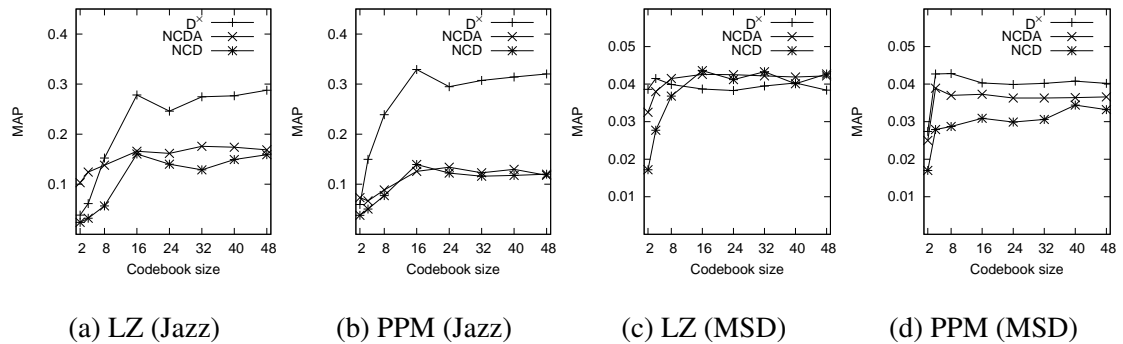 0.4
0.3
0.2
0.1
MAP
D×
NCDA
NCD
2 8 16 24 32 40 48
Codebook size
(a) LZ (Jazz)
0.4
0.3
0.2
0.1
MAP
D×
NCDA
NCD
2 8 16 24 32 40 48
Codebook size
(b) PPM (Jazz)
0.05
0.04
0.03
0.02
0.01
MAP
D×
NCDA
NCD
2 8 16 24 32 40 48
Codebook size
(c) LZ (MSD)
0.05
0.04
0.03
0.02
0.01
MAP
D×
NCDA
NCD
2 8 16 24 32 40 48
Codebook size
(d) PPM (MSD)